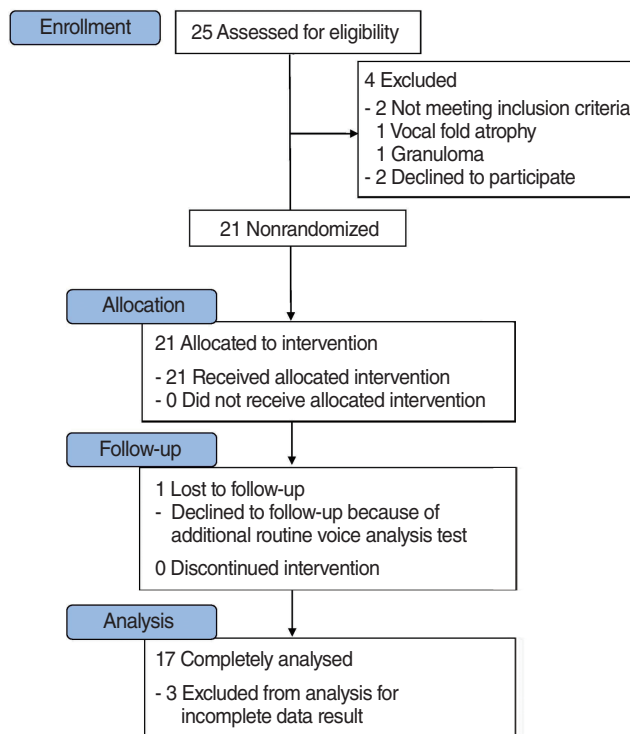 Enrollment
25 Assessed for eligibility
4 Excluded
- 2 Not meeting inclusion criteria
1 Vocal fold atrophy
1 Granuloma
- 2 Declined to participate
21 Nonrandomized
Allocation
21 Allocated to intervention
- 21 Received allocated intervention
- 0 Did not receive allocated intervention
Follow-up
1 Lost to follow-up
- Declined to follow-up because of
additional routine voice analysis test
0 Discontinued intervention
Analysis
17 Completely analysed
- 3 Excluded from analysis for
incomplete data result